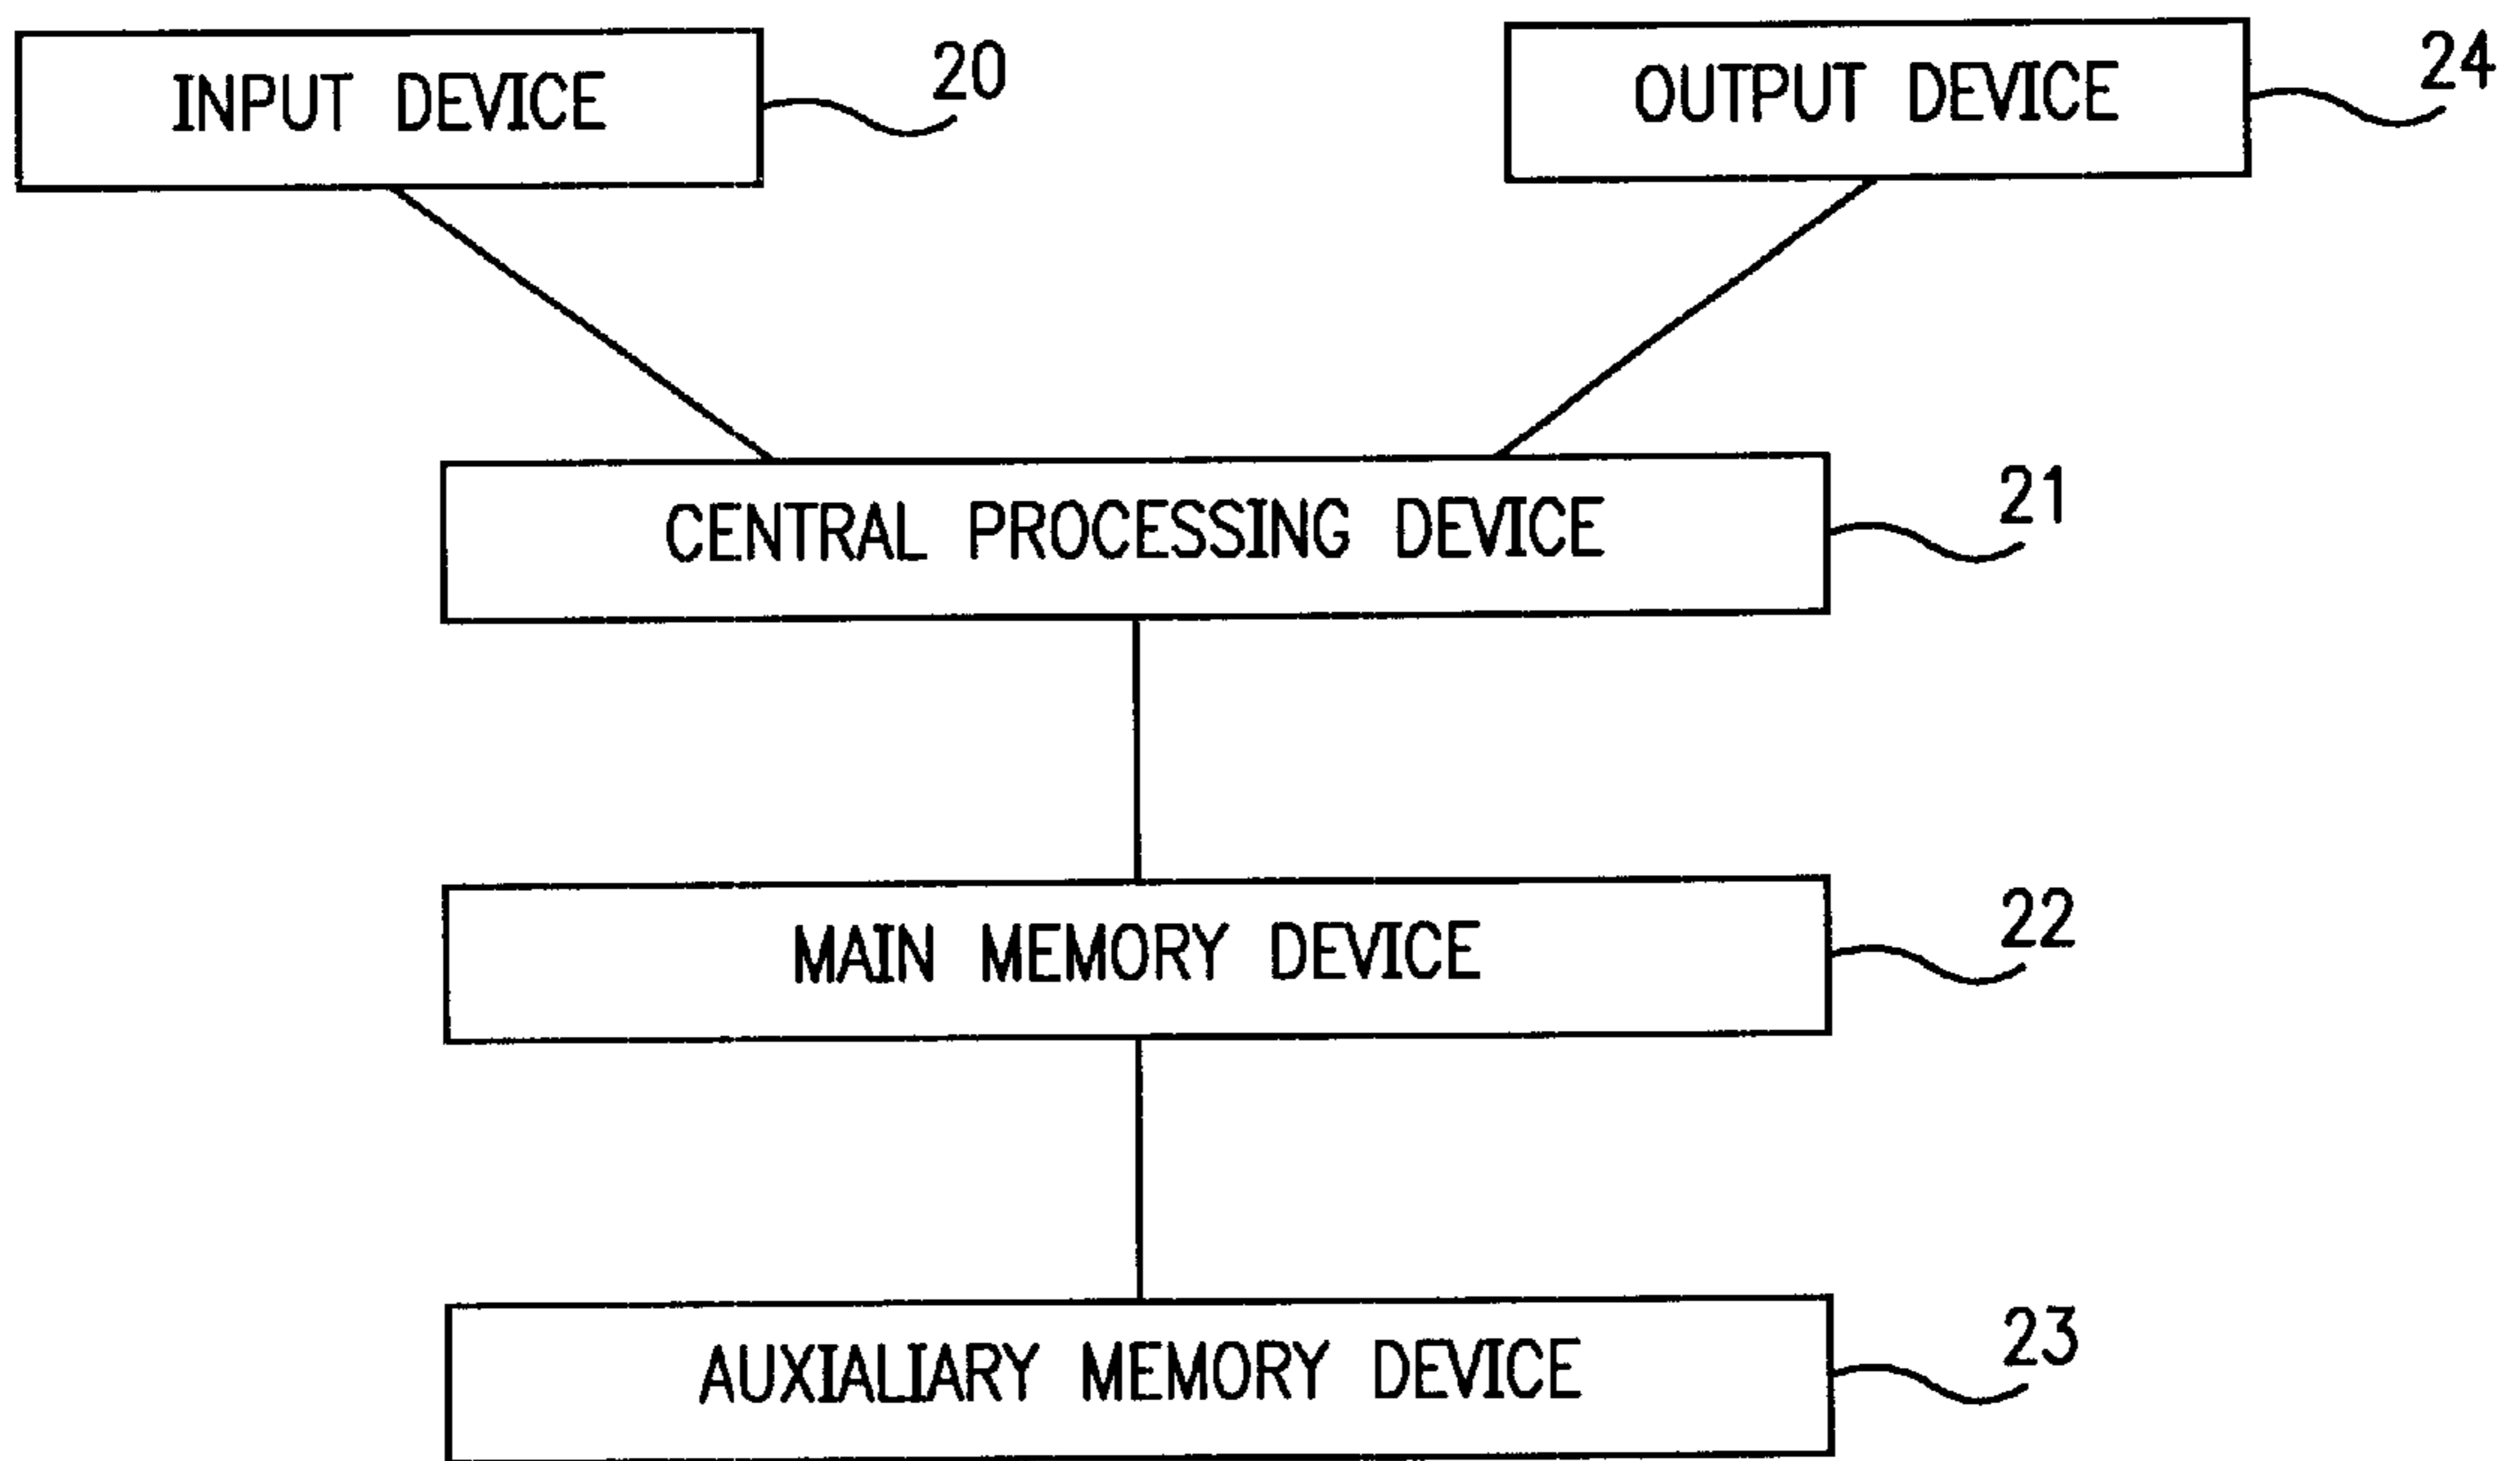 INPUT DEVICE
20
OUTPUT DEVICE
24
CENTRAL PROCESSING DEVICE
21
MAIN MEMORY DEVICE
22
AUXIALIARY MEMORY DEVICE
23